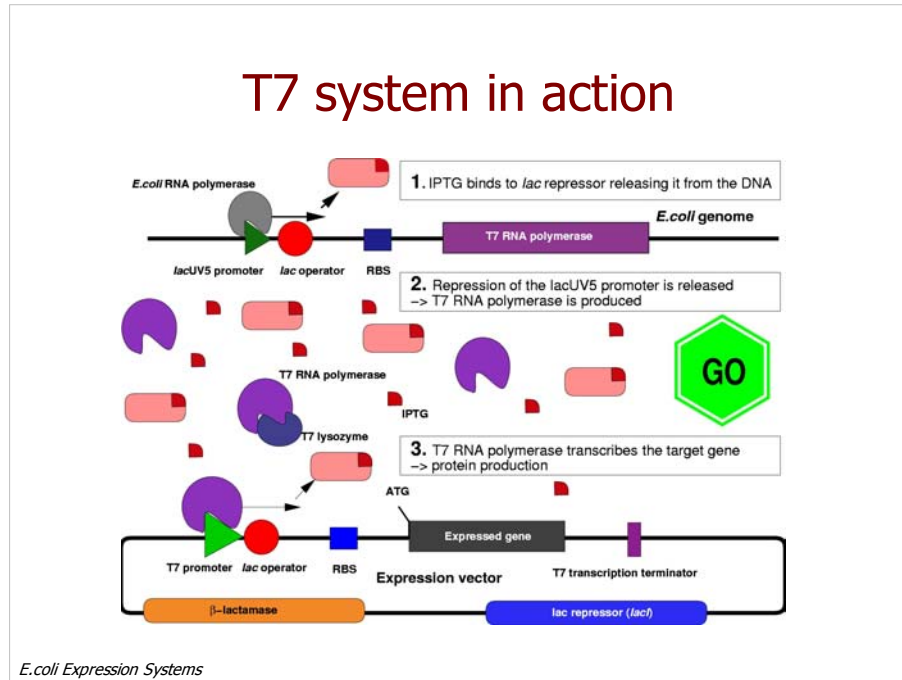 T7 system in action
E.coli RNA polymerase
1. IPTG binds to lac repressor releasing it from the DNA
E.coli genome
T7 RNA polymerase
lacUV5 promoter
lac operator
RBS
2. Repression of the lacUV5 promoter is released
–> T7 RNA polymerase is produced
GO
T7 RNA polymerase
IPTG
T7 lysozyme
3. T7 RNA polymerase transcribes the target gene
–> protein production
ATG
Expressed gene
T7 promoter
lac operator
RBS
Expression vector
T7 transcription terminator
β–lactamase
lac repressor (lacI)
E.coli Expression Systems